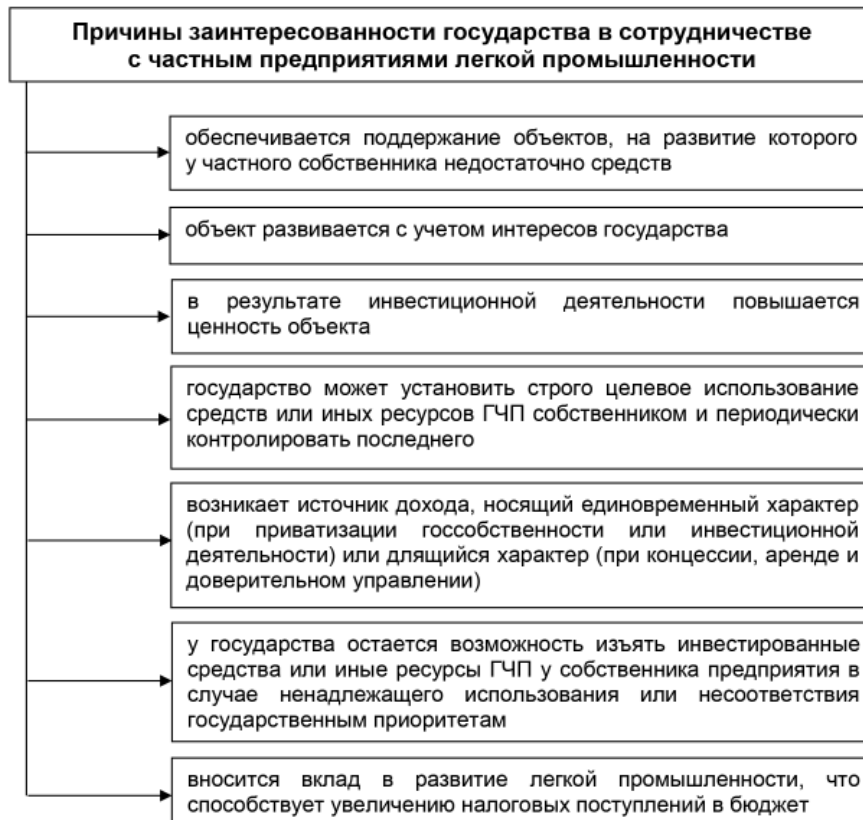 Причины заинтересованности государства в сотрудничестве
с частным предприятиями легкой промышленности
обеспечивается поддержание объектов, на развитие которого
у частного собственника недостаточно средств
объект развивается с учетом интересов государства
в результате инвестиционной деятельности повышается
ценность объекта
государство может установить строго целевое использование
средств или иных ресурсов ГЧП собственником и периодически
контролировать последнего
возникает источник дохода, носящий единовременный характер
(при приватизации госсобственности или инвестиционной
деятельности) или длящийся характер (при концессии, аренде и
доверительном управлении)
у государства остается возможность изъять инвестированные
средства или иные ресурсы ГЧП у собственника предприятия в
случае ненадлежащего использования или несоответствия
государственным приоритетам
вносится вклад в развитие легкой промышленности, что
способствует увеличению налоговых поступлений в бюджет